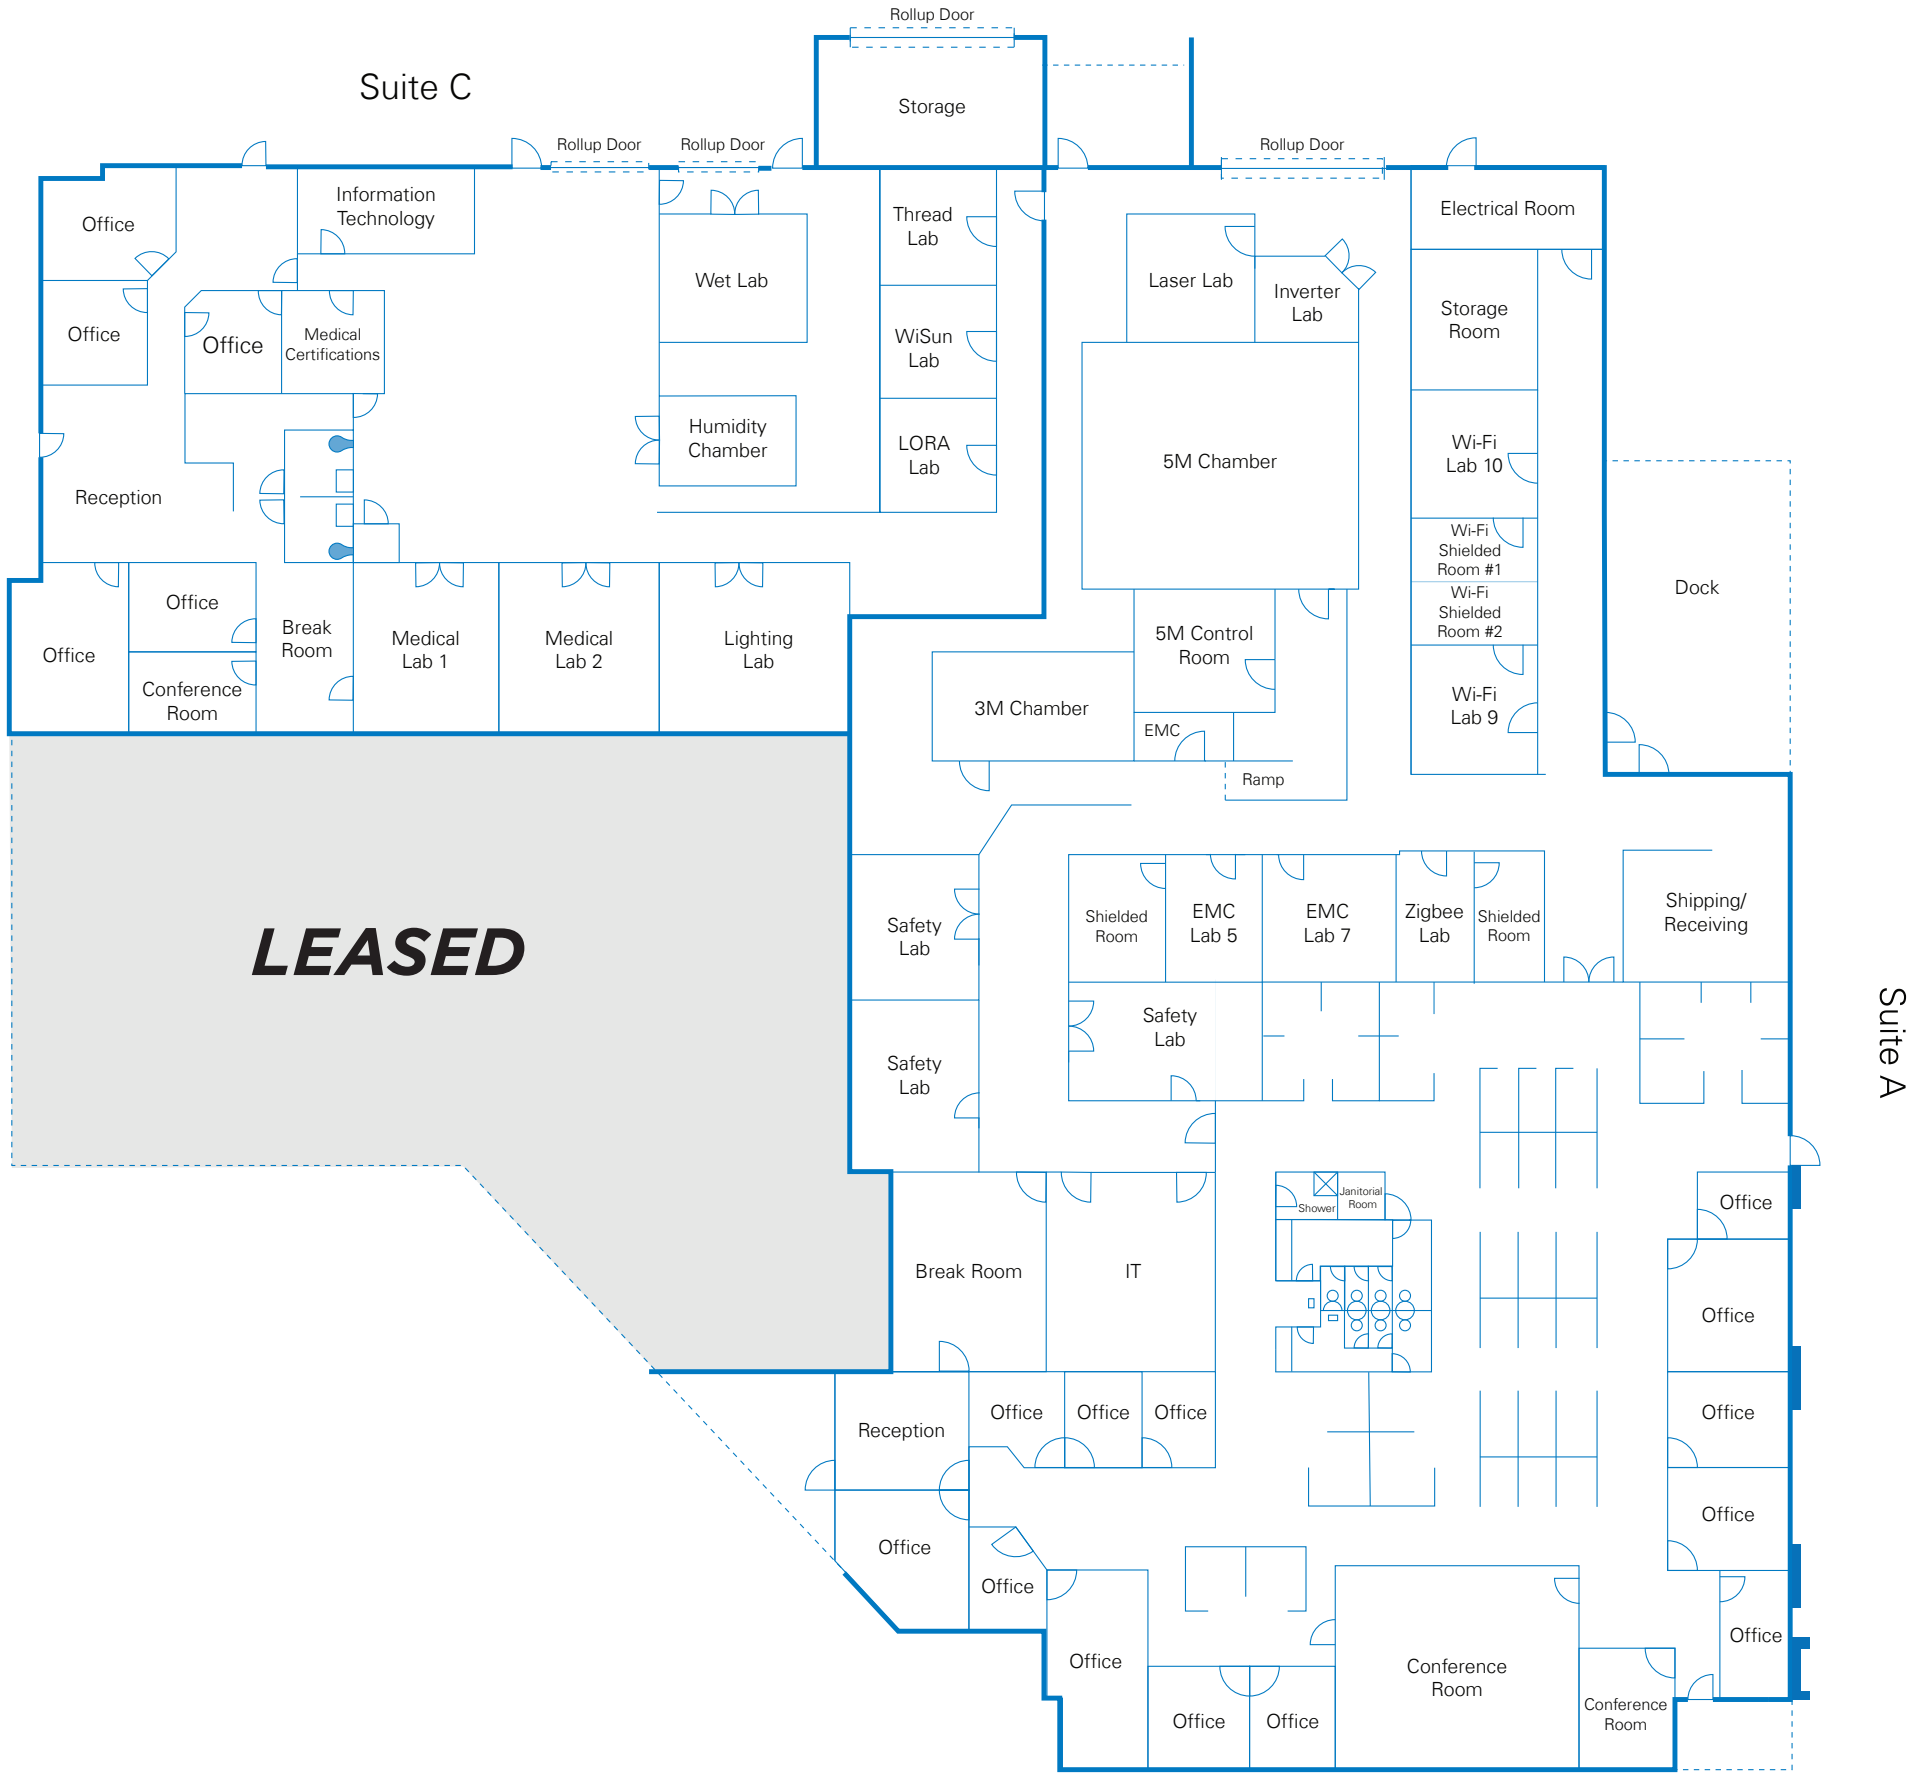 Rollup Door
Suite C
Storage
Rollup Door
Rollup Door
Rollup Door
Information
Technology
Office
Thread
Lab
Electrical Room
Wet Lab
Laser Lab
Inverter
Lab
Storage
Room
Office
Office
Medical
Certifications
WiSun
Lab
Humidity
Chamber
LORA
Lab
5M Chamber
Wi-Fi
Lab 10
Reception
Wi-Fi
Shielded
Room #1
Wi-Fi
Shielded
Room #2
Dock
Office
Office
Break
Room
Medical
Lab 1
Medical
Lab 2
Lighting
Lab
5M Control
Room
Conference
Room
3M Chamber
EMC
Wi-Fi
Lab 9
Ramp
LEASED
Safety
Lab
Shielded
Room
EMC
Lab 5
EMC
Lab 7
Zigbee
Lab
Shielded
Room
Shipping/
Receiving
Safety
Lab
Safety
Lab
Suite A
Shower
Janitorial
Room
Office
Break Room
IT
Office
Reception
Office
Office
Office
Office
Office
Office
Office
Office
Office
Office
Office
Office
Conference
Room
Conference
Room
Office